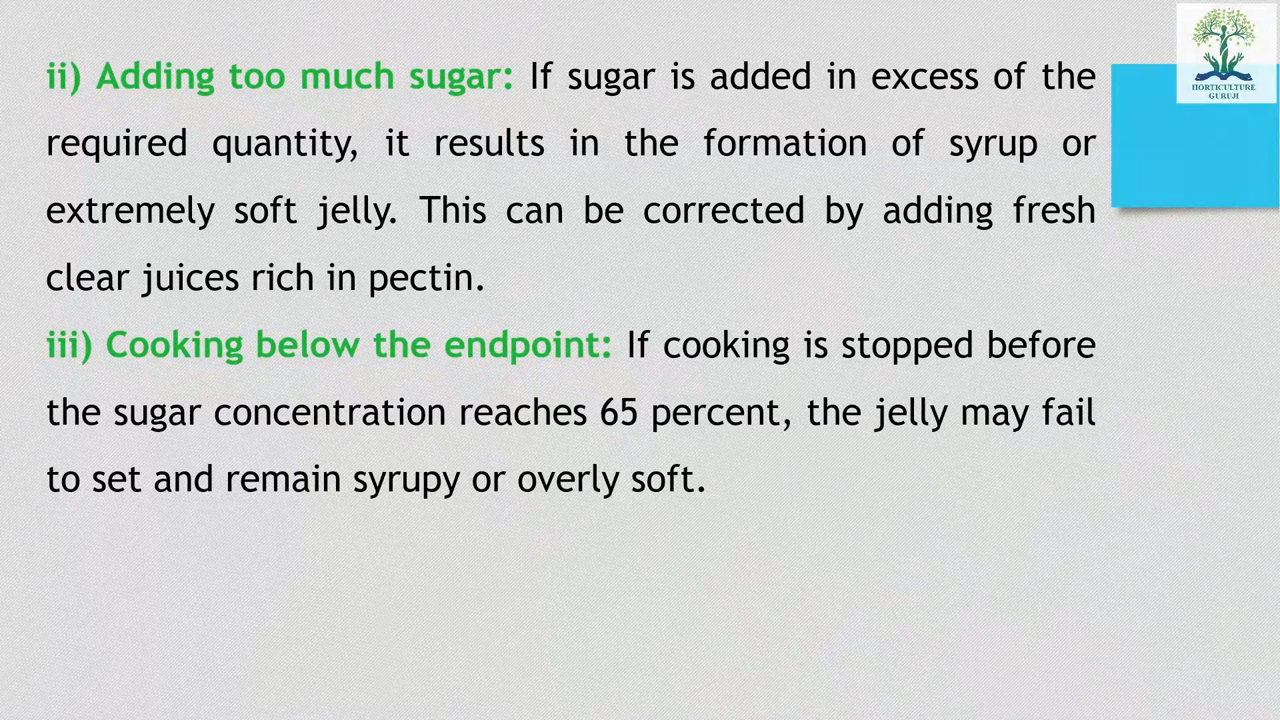 HORTICULTURE
GURUJI
ii) Adding too much sugar: If sugar is added in excess of the
required quantity, it results in the formation of syrup or
extremely soft jelly. This can be corrected by adding fresh
clear juices rich in pectin.
iii) Cooking below the endpoint: If cooking is stopped before
the sugar concentration reaches 65 percent, the jelly may fail
to set and remain syrupy or overly soft.